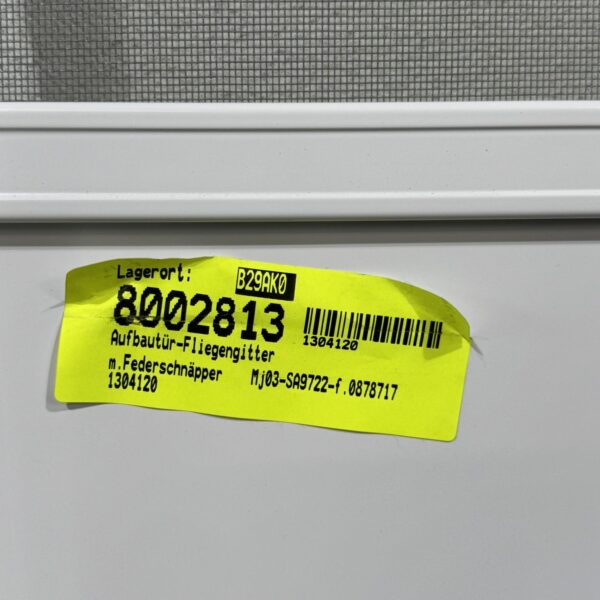 Lagerort: B29AK0
8002813
1304120
Aufbautür-Fliegengitter
m.Federschnäpper Mj03-SA9722-f.0878717
1304120